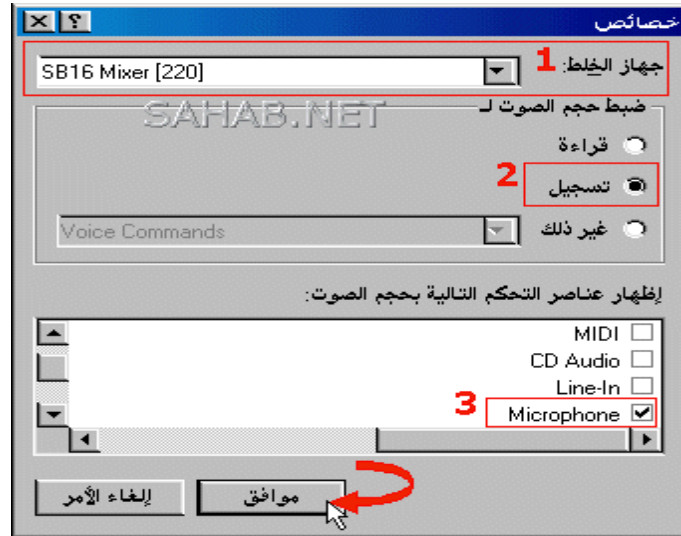 خصائص
جهاز الخلط: 1
SB16 Mixer [220]
SAHAB.NET
ضبط حجم الصوت لـ
قراءة
تسجيل 2
غير ذلك
Voice Commands
إظهار عناصر التحكم التالية بحجم الصوت:
MIDI
CD Audio
Line-In
Microphone 3
موافق
إلغاء الأمر